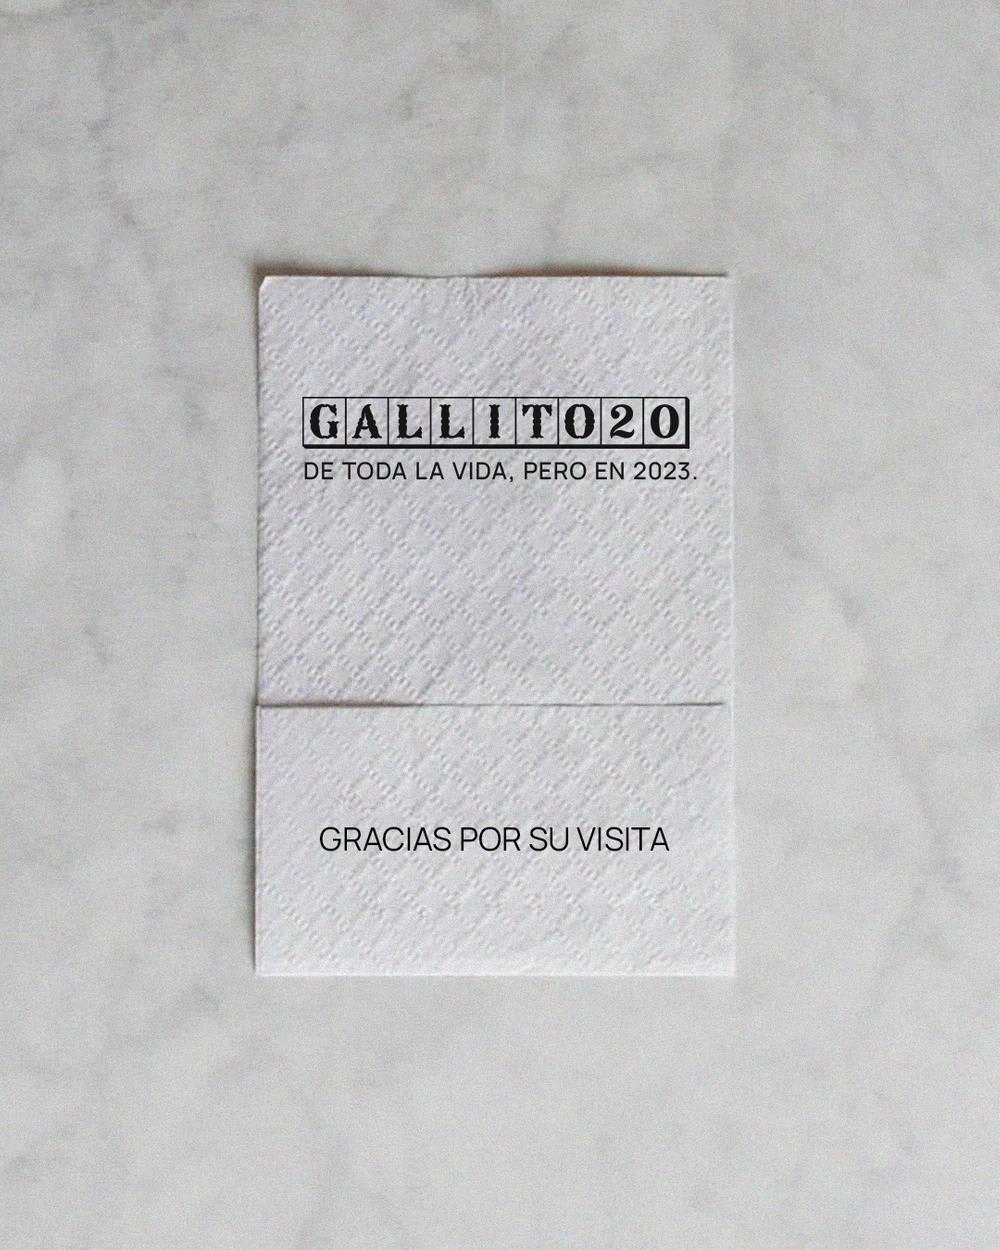 GALLITO20
DE TODA LA VIDA, PERO EN 2023.
GRACIAS POR SU VISITA